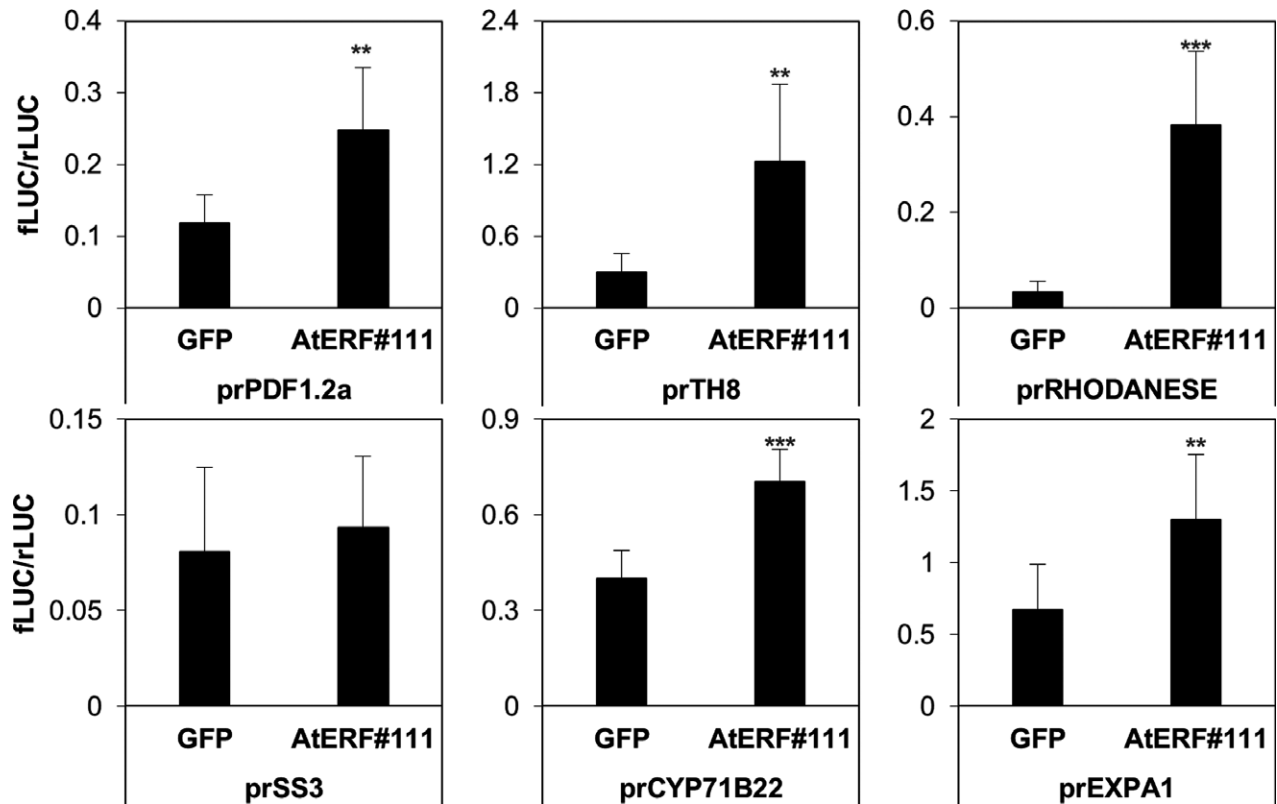 fLUC/rLUC
0.4
0.3
0.2
0.1
0
**
GFP AtERF#111
prPDF1.2a
2.4
1.8
1.2
0.6
0
**
GFP AtERF#111
prTH8
0.6
0.4
0.2
0
***
GFP AtERF#111
prRHODANESE
fLUC/rLUC
0.15
0.1
0.05
0
GFP AtERF#111
prSS3
0.9
0.6
0.3
0
***
GFP AtERF#111
prCYP71B22
2
1.5
1
0.5
0
**
GFP AtERF#111
prEXPA1